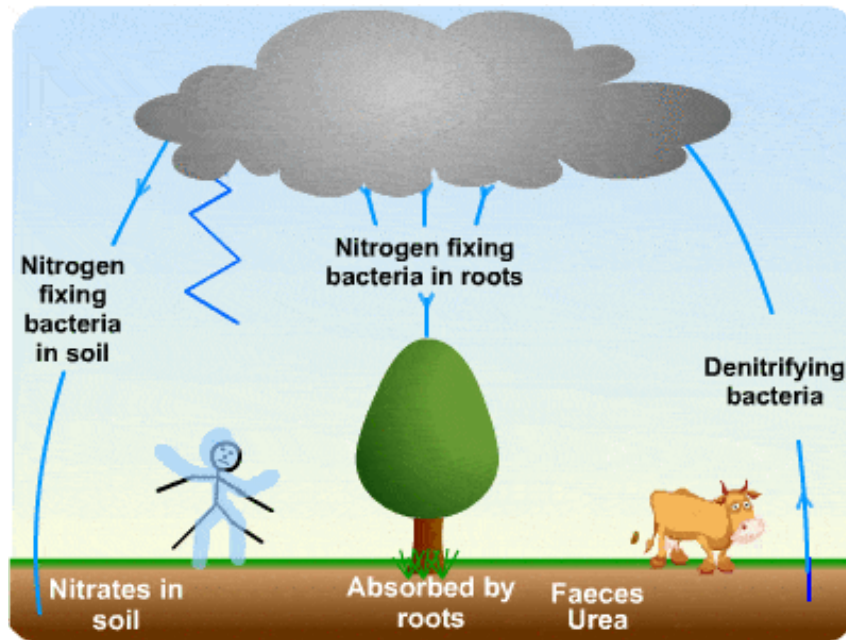 Nitrogen fixing
bacteria in roots
Nitrogen
fixing
bacteria
in soil
Denitrifying
bacteria
Nitrates in
soil
Absorbed by
roots
Faeces
Urea